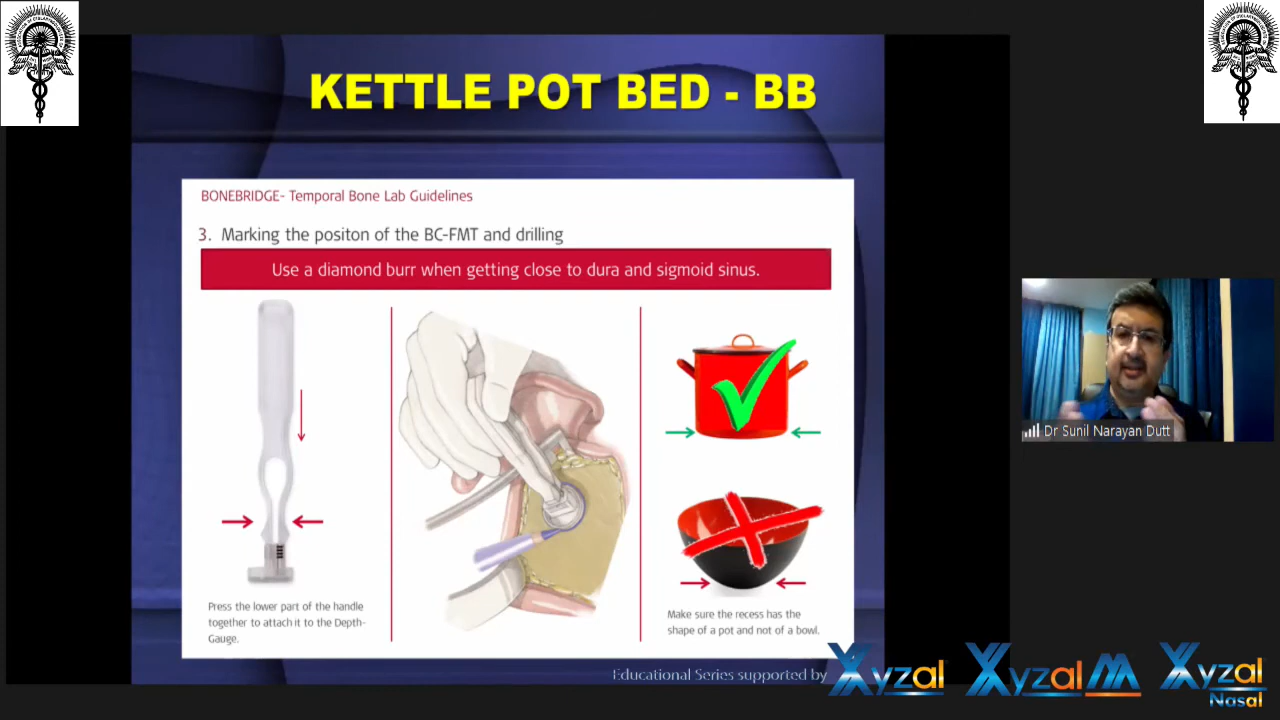 KETTLE POT BED - BB
BONEBRIDGE- Temporal Bone Lab Guidelines
3. Marking the positon of the BC-FMT and drilling
Use a diamond burr when getting close to dura and sigmoid sinus.
Press the lower part of the handle
together to attach it to the Depth-
Gauge.
Make sure the recess has the
shape of a pot and not of a bowl.
Dr Sunil Narayan Dutt
Educational Series supported by
Xyzal
Xyzal M
Xyzal
Nasal